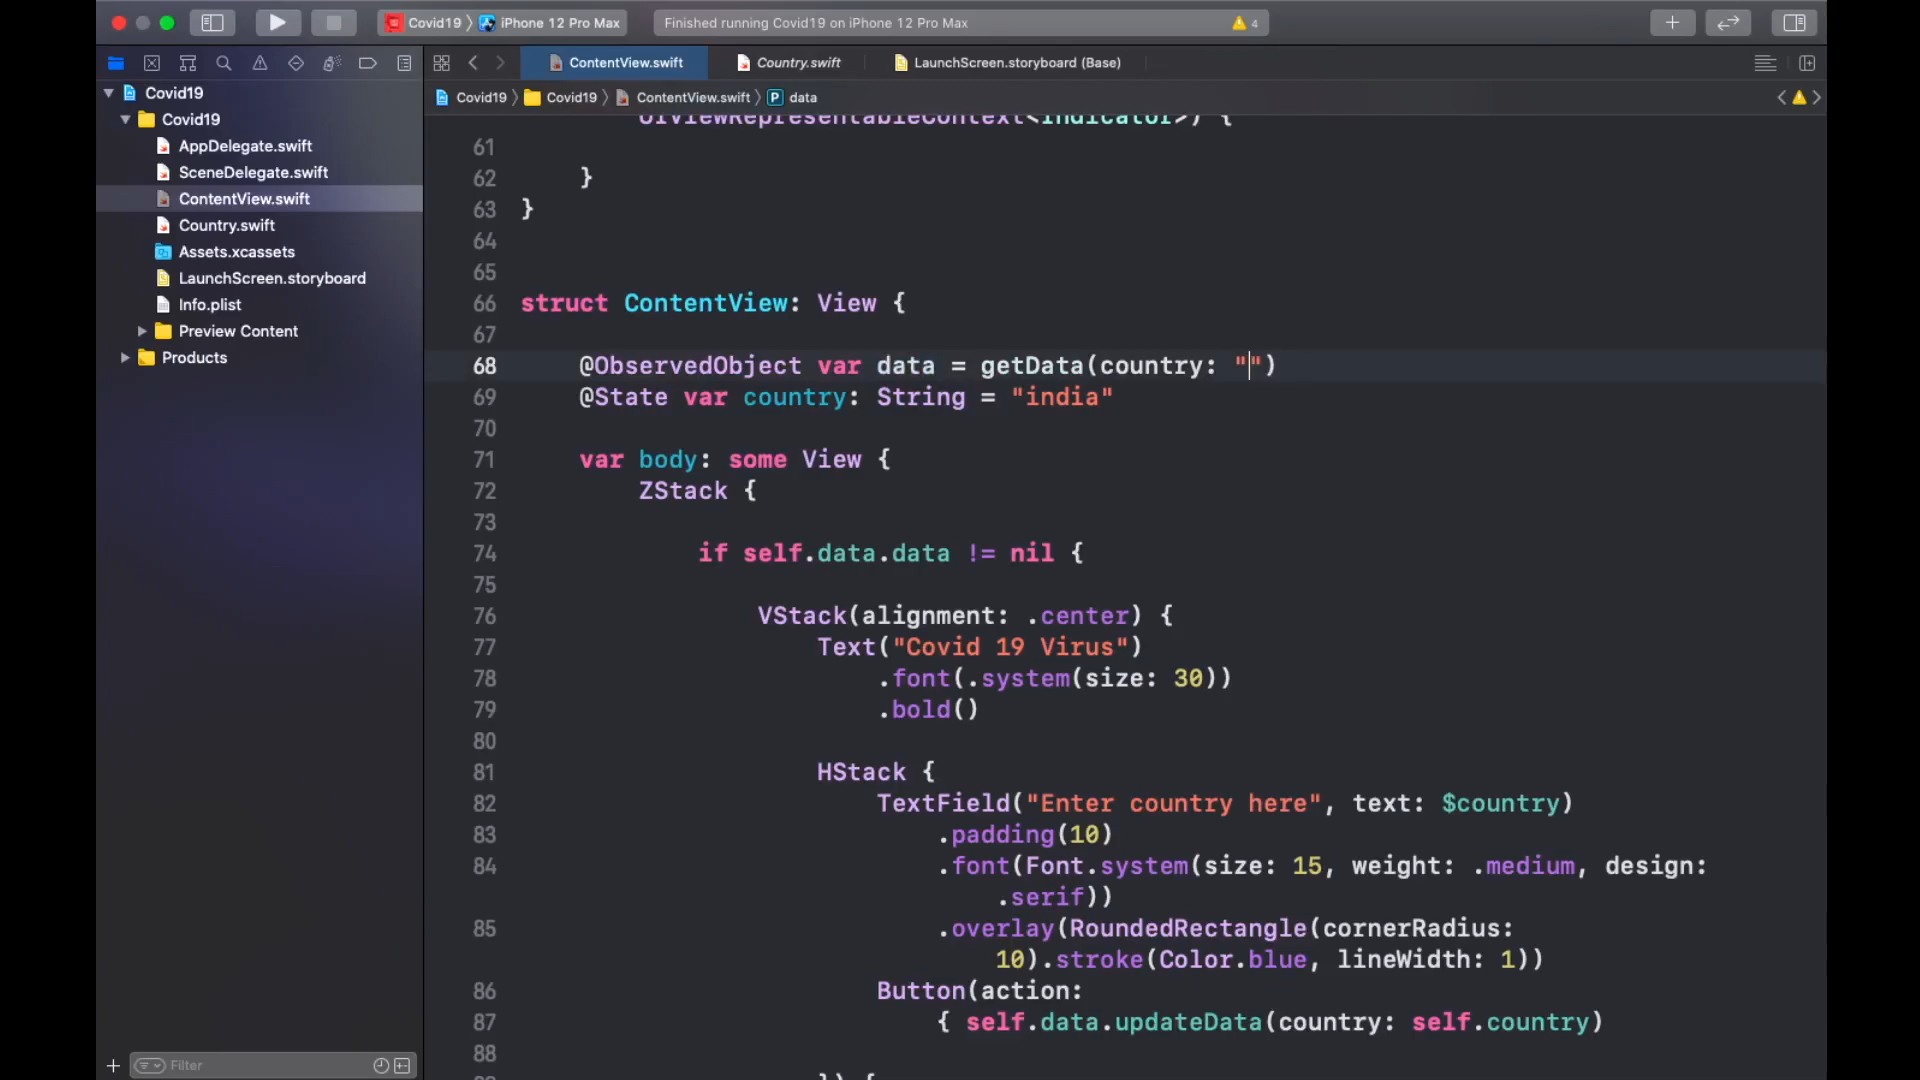 Covid19 〉 iPhone 12 Pro Max
Finished running Covid19 on iPhone 12 Pro Max
4
ContentView.swift
Country.swift
LaunchScreen.storyboard (Base)
Covid19 〉 Covid19 〉 ContentView.swift 〉 P data
Covid19
Covid19
AppDelegate.swift
SceneDelegate.swift
ContentView.swift
Country.swift
Assets.xcassets
LaunchScreen.storyboard
Info.plist
Preview Content
Products
Filter
UIViewRepresentableContext<Indicator>) {
61
62 }
63 }
64
65
66 struct ContentView: View {
67
68 @ObservedObject var data = getData(country: "")
69 @State var country: String = "india"
70
71 var body: some View {
72 ZStack {
73
74 if self.data.data != nil {
75
76 VStack(alignment: .center) {
77 Text("Covid 19 Virus")
78 .font(.system(size: 30))
79 .bold()
80
81 HStack {
82 TextField("Enter country here", text: $country)
83 .padding(10)
84 .font(Font.system(size: 15, weight: .medium, design:
.serif))
85 .overlay(RoundedRectangle(cornerRadius:
10).stroke(Color.blue, lineWidth: 1))
86 Button(action:
87 { self.data.updateData(country: self.country)
88
}) {